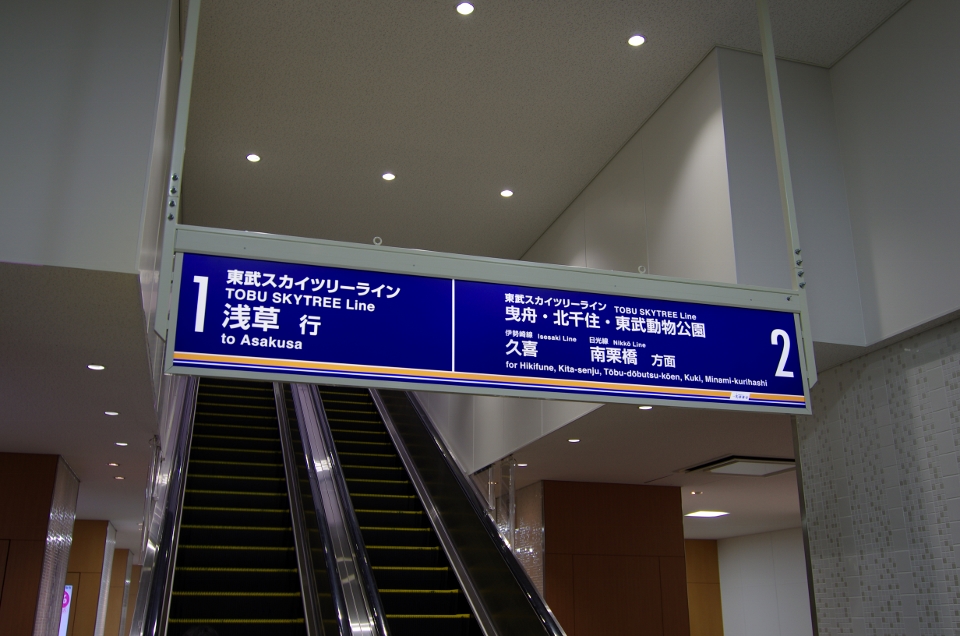 1
東武スカイツリーライン
TOBU SKYTREE Line
浅草 行
to Asakusa
東武スカイツリーライン TOBU SKYTREE Line
曳舟・北千住・東武動物公園
伊勢崎線 Isesaki Line 日光線 Nikkō Line
久喜 南栗橋 方面
for Hikifune, Kita-senju, Tōbu-dōbutsu-kōen, Kuki, Minami-kurihashi
2